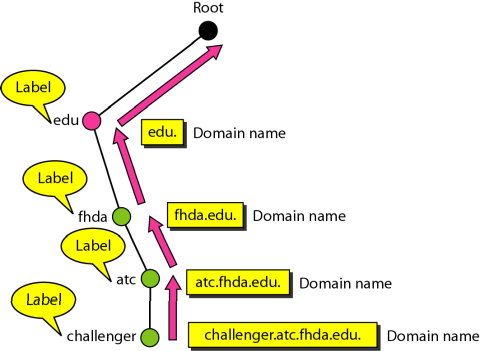 Root
Label
edu
edu. Domain name
Label
fhda
fhda.edu. Domain name
Label
atc
atc.fhda.edu. Domain name
Label
challenger
challenger.atc.fhda.edu. Domain name